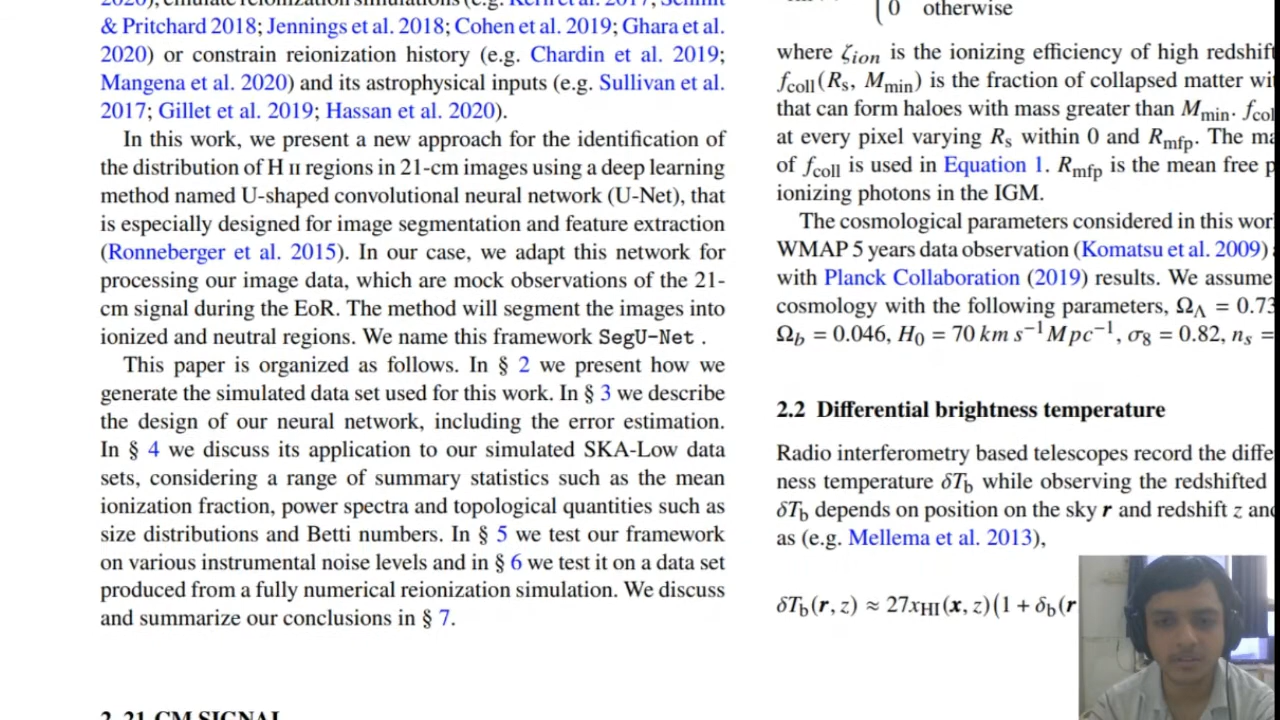 & Pritchard 2018; Jennings et al. 2018; Cohen et al. 2019; Ghara et al.
2020) or constrain reionization history (e.g. Chardin et al. 2019;
Mangena et al. 2020) and its astrophysical inputs (e.g. Sullivan et al.
2017; Gillet et al. 2019; Hassan et al. 2020).
In this work, we present a new approach for the identification of
the distribution of H II regions in 21-cm images using a deep learning
method named U-shaped convolutional neural network (U-Net), that
is especially designed for image segmentation and feature extraction
(Ronneberger et al. 2015). In our case, we adapt this network for
processing our image data, which are mock observations of the 21-
cm signal during the EoR. The method will segment the images into
ionized and neutral regions. We name this framework SegU-Net .
This paper is organized as follows. In § 2 we present how we
generate the simulated data set used for this work. In § 3 we describe
the design of our neural network, including the error estimation.
In § 4 we discuss its application to our simulated SKA-Low data
sets, considering a range of summary statistics such as the mean
ionization fraction, power spectra and topological quantities such as
size distributions and Betti numbers. In § 5 we test our framework
on various instrumental noise levels and in § 6 we test it on a data set
produced from a fully numerical reionization simulation. We discuss
and summarize our conclusions in § 7.
2 21-CM SIGNAL
0 otherwise
where ζion is the ionizing efficiency of high redshift
fcoll(Rs, Mmin) is the fraction of collapsed matter
that can form haloes with mass greater than Mmin.
at every pixel varying Rs within 0 and Rmfp. The
of fcoll is used in Equation 1. Rmfp is the mean free
ionizing photons in the IGM.
The cosmological parameters considered in this
WMAP 5 years data observation (Komatsu et al. 2009)
with Planck Collaboration (2019) results. We assume
cosmology with the following parameters, ΩΛ = 0.73
Ωb = 0.046, H0 = 70 km s−1 Mpc−1, σ8 = 0.82, ns =
2.2 Differential brightness temperature
Radio interferometry based telescopes record the
ness temperature δTb while observing the redshifted
δTb depends on position on the sky r and redshift z
as (e.g. Mellema et al. 2013),
δTb(r, z) ≈ 27xHI(x, z)(1 + δb(r